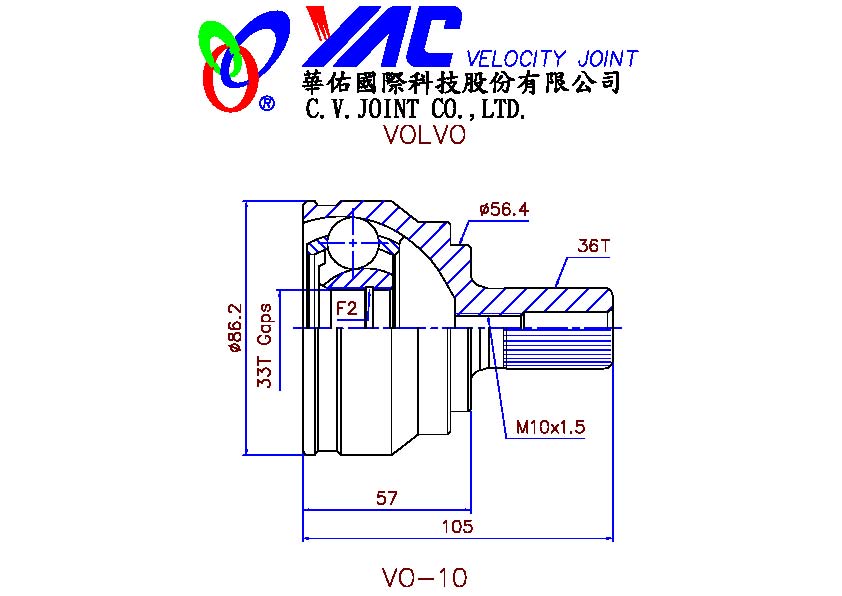 YAC VELOCITY JOINT
®
華佑國際科技股份有限公司
C.V.JOINT CO.,LTD.
VOLVO
ø56.4
36T
F2
ø86.2
33T Gaps
M10x1.5
57
105
VO-10